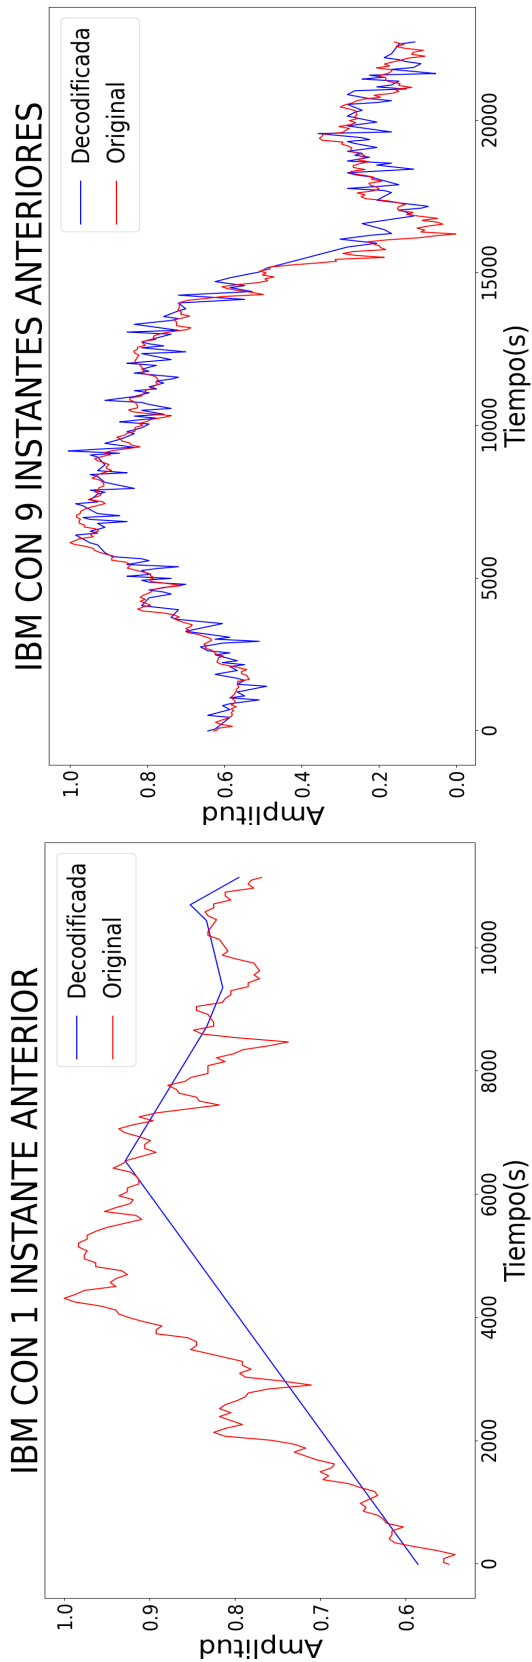 IBM CON 1 INSTANTE ANTERIOR
Decodificada
Original
1.0
0.9
0.8
0.7
0.6
Amplitud
0
2000
4000
6000
8000
10000
Tiempo(s)
IBM CON 9 INSTANTES ANTERIORES
Decodificada
Original
1.0
0.8
0.6
0.4
0.2
0.0
Amplitud
0
5000
10000
15000
20000
Tiempo(s)